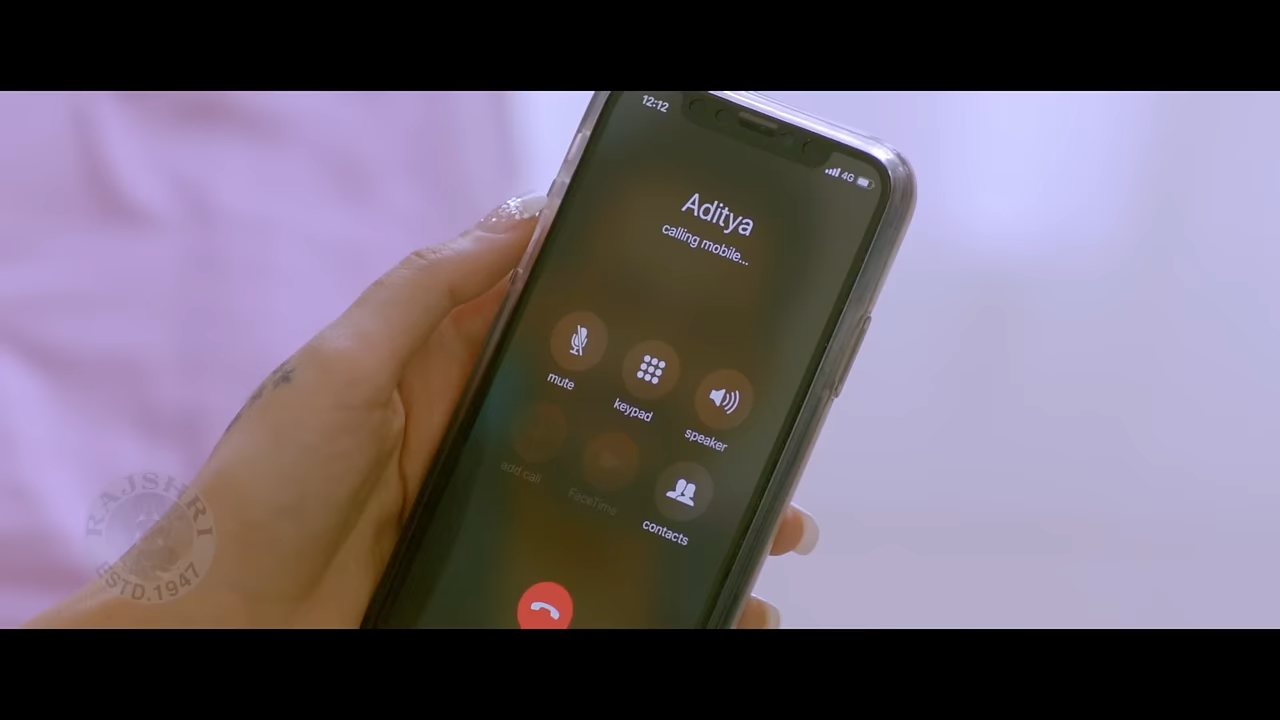 12:12
4G
Aditya
calling mobile...
mute
keypad
speaker
add call
FaceTime
contacts
RAJSHRI
ESTD.1947